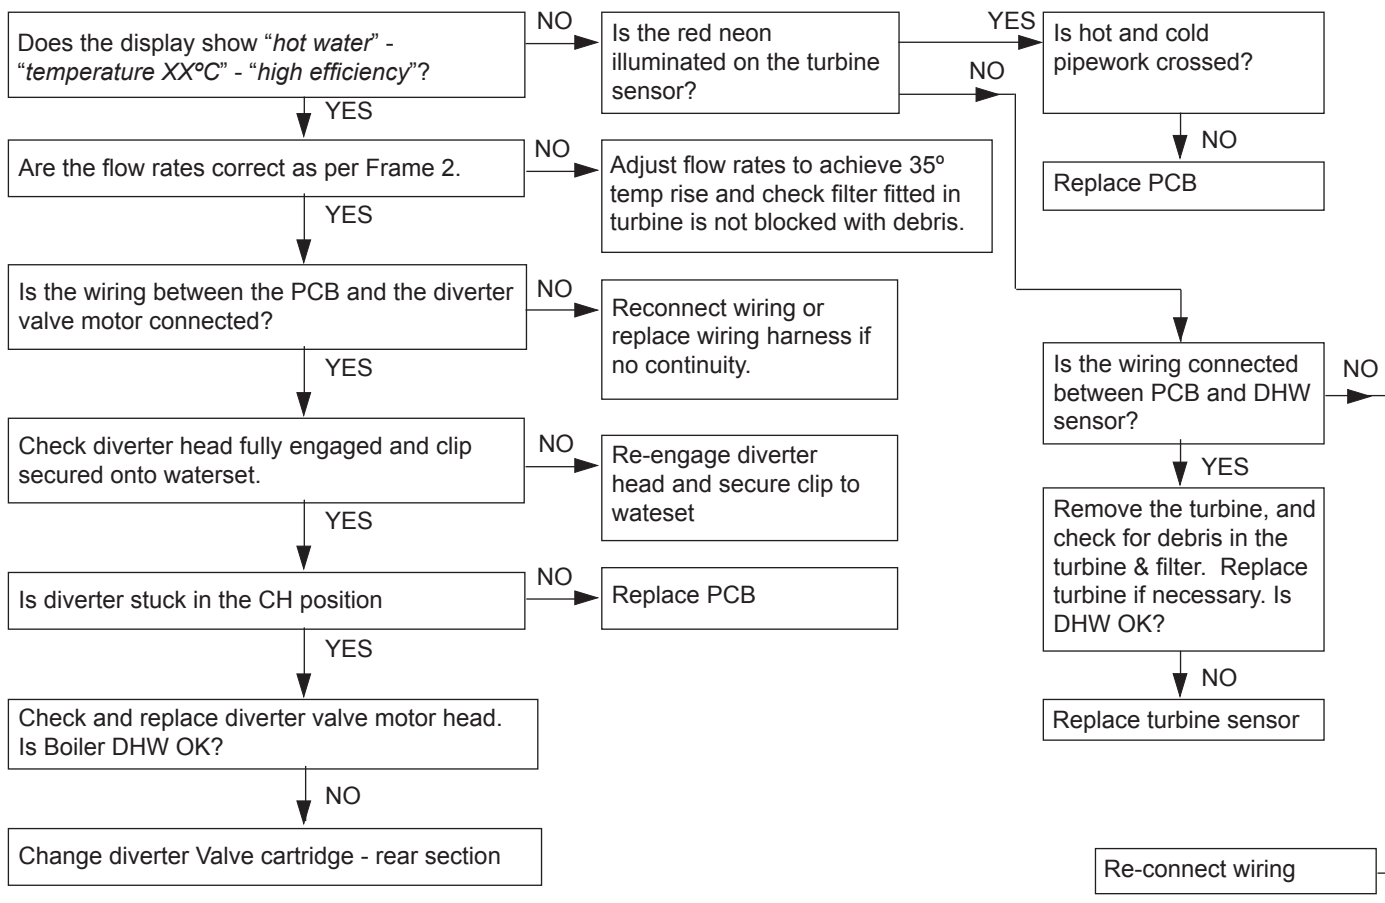 Does the display show “hot water” -
“temperature XXºC” - “high efficiency”?
NO
Is the red neon
illuminated on the turbine
sensor?
YES
NO
Is hot and cold
pipework crossed?
YES
NO
Replace PCB
Are the flow rates correct as per Frame 2.
NO
Adjust flow rates to achieve 35º
temp rise and check filter fitted in
turbine is not blocked with debris.
YES
Is the wiring between the PCB and the diverter
valve motor connected?
NO
Reconnect wiring or
replace wiring harness if
no continuity.
YES
Is the wiring connected
between PCB and DHW
sensor?
NO
YES
Check diverter head fully engaged and clip
secured onto waterset.
NO
Re-engage diverter
head and secure clip to
wateset
YES
Remove the turbine, and
check for debris in the
turbine & filter.  Replace
turbine if necessary. Is
DHW OK?
NO
Replace turbine sensor
Is diverter stuck in the CH position
NO
Replace PCB
YES
Check and replace diverter valve motor head.
Is Boiler DHW OK?
NO
Change diverter Valve cartridge - rear section
Re-connect wiring